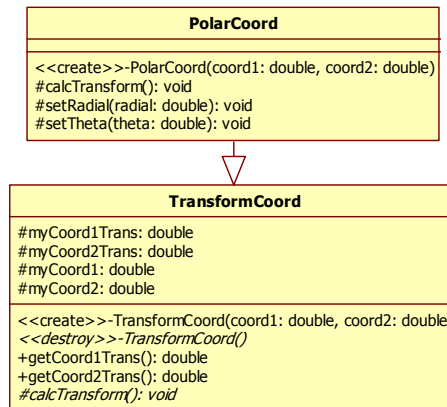 PolarCoord
<<create>>-PolarCoord(coord1: double, coord2: double)
#calcTransform(): void
#setRadial(radial: double): void
#setTheta(theta: double): void
TransformCoord
#myCoord1Trans: double
#myCoord2Trans: double
#myCoord1: double
#myCoord2: double
<<create>>-TransformCoord(coord1: double, coord2: double
<<destroy>>-TransformCoord()
+getCoord1Trans(): double
+getCoord2Trans(): double
#calcTransform(): void